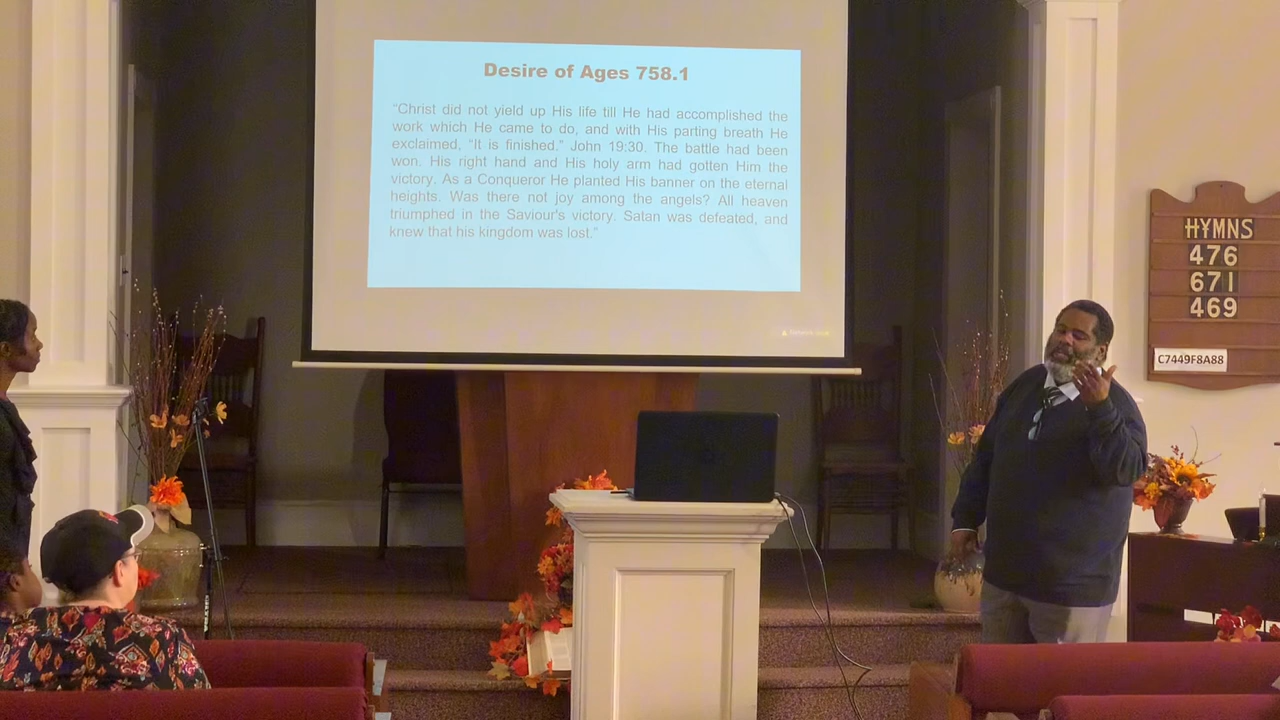 Desire of Ages 758.1
“Christ did not yield up His life till He had accomplished the
work which He came to do, and with His parting breath He
exclaimed, “It is finished.” John 19:30. The battle had been
won. His right hand and His holy arm had gotten Him the
victory. As a Conqueror He planted His banner on the eternal
heights. Was there not joy among the angels? All heaven
triumphed in the Saviour's victory. Satan was defeated, and
knew that his kingdom was lost.”
HYMNS
476
671
469
C7449F8A88